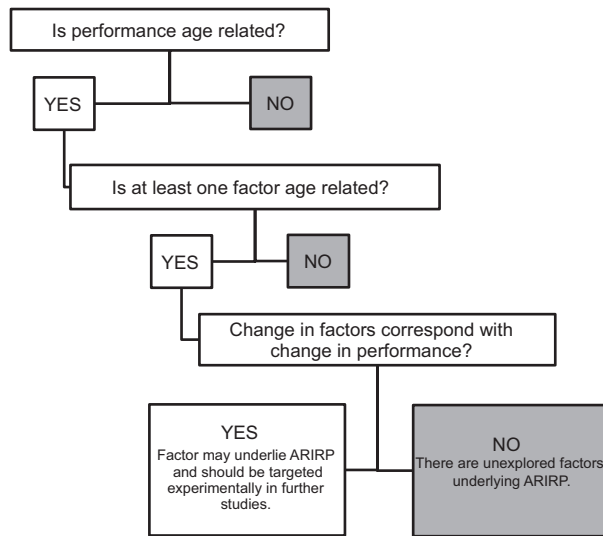 Is performance age related?
YES
NO
Is at least one factor age related?
YES
NO
Change in factors correspond with
change in performance?
YES
Factor may underlie ARIRP
and should be targeted
experimentally in further
studies.
NO
There are unexplored factors
underlying ARIRP.